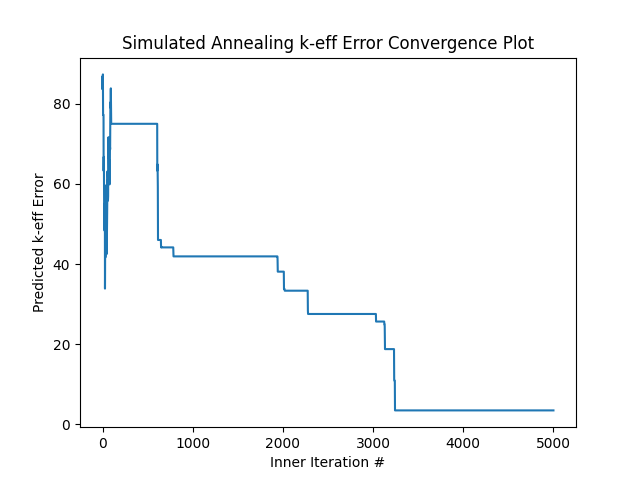 Simulated Annealing k-eff Error Convergence Plot
Predicted k-eff Error
80
60
40
20
0
0 1000 2000 3000 4000 5000
Inner Iteration #